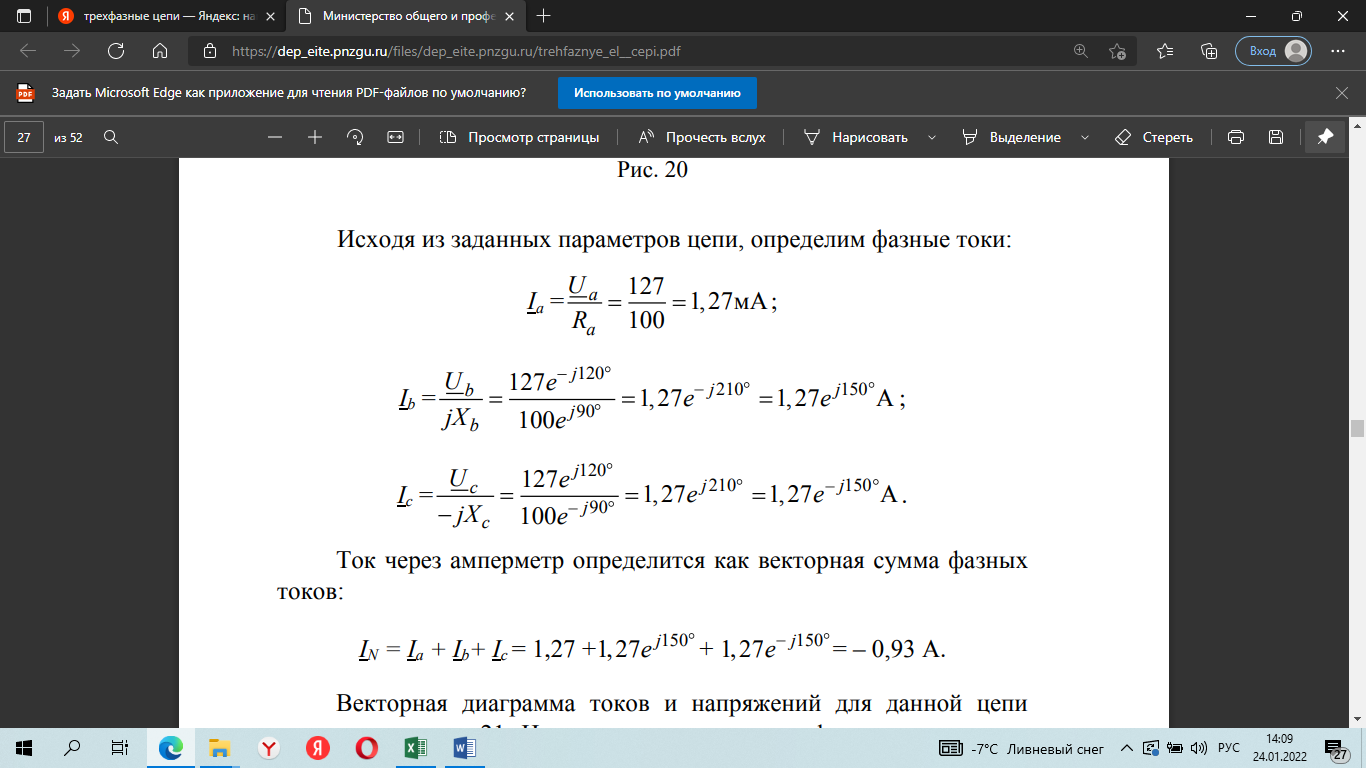 трехфазные цепи — Яндекс: на
Министерство общего и профе
https://dep_eite.pnzgu.ru/files/dep_eite.pnzgu.ru/trehfaznye_el__cepi.pdf
Вход
Задать Microsoft Edge как приложение для чтения PDF-файлов по умолчанию?
Использовать по умолчанию
27 из 52
Просмотр страницы
Прочесть вслух
Нарисовать
Выделение
Стереть
Рис. 20
Исходя из заданных параметров цепи, определим фазные токи:
I_a = U_a / R_a = 127 / 100 = 1,27мА ;
I_b = U_b / jX_b = 127e^(– j120°) / 100e^(j90°) = 1,27e^(– j210°) = 1,27e^(j150°) А ;
I_c = U_c / – jX_c = 127e^(j120°) / 100e^(– j90°) = 1,27e^(j210°) = 1,27e^(– j150°) А .
Ток через амперметр определится как векторная сумма фазных
токов:
I_N = I_a + I_b + I_c = 1,27 +1,27e^(j150°) + 1,27e^(– j150°) = – 0,93 А.
Векторная диаграмма токов и напряжений для данной цепи
-7°C Ливневый снег
РУС
14:09
24.01.2022
27